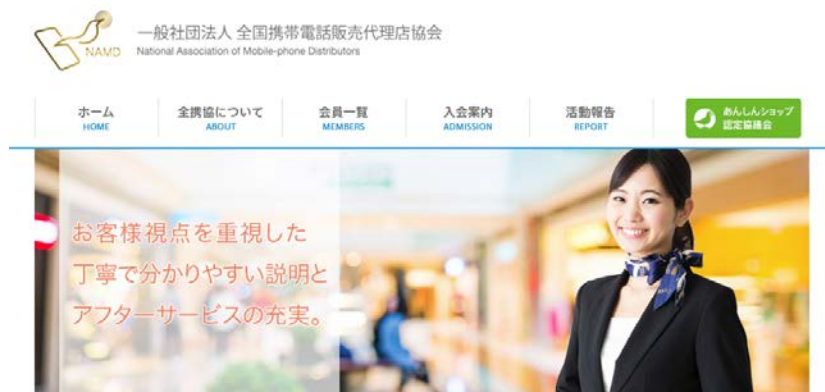 NAMD
一般社団法人 全国携帯電話販売代理店協会
National Association of Mobile-phone Distributors
ホーム
HOME
全携協について
ABOUT
会員一覧
MEMBERS
入会案内
ADMISSION
活動報告
REPORT
あんしんショップ
認定協議会
お客様視点を重視した
丁寧で分かりやすい説明と
アフターサービスの充実。